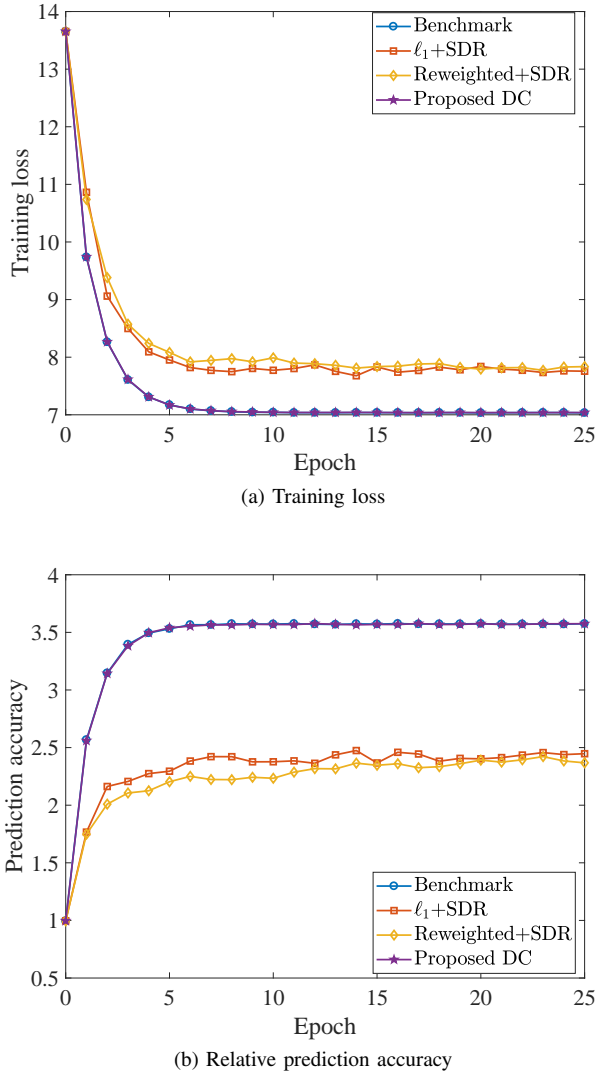 14
13
12
11
10
9
8
7
Training loss
Benchmark
ℓ₁+SDR
Reweighted+SDR
Proposed DC
0 5 10 15 20 25
Epoch
(a) Training loss
4
3.5
3
2.5
2
1.5
1
0.5
Prediction accuracy
Benchmark
ℓ₁+SDR
Reweighted+SDR
Proposed DC
0 5 10 15 20 25
Epoch
(b) Relative prediction accuracy